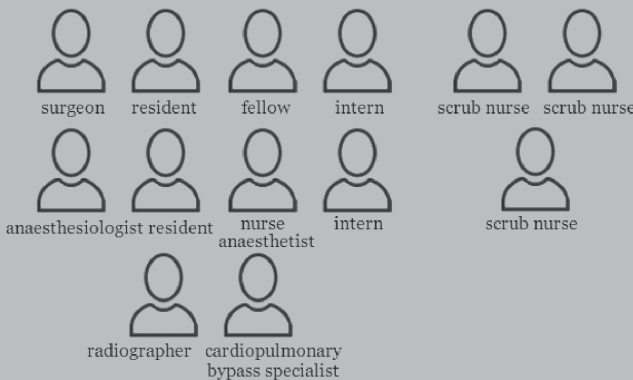 surgeon resident fellow intern scrub nurse scrub nurse
anaesthesiologist resident nurse anaesthetist intern scrub nurse
radiographer cardiopulmonary
bypass specialist